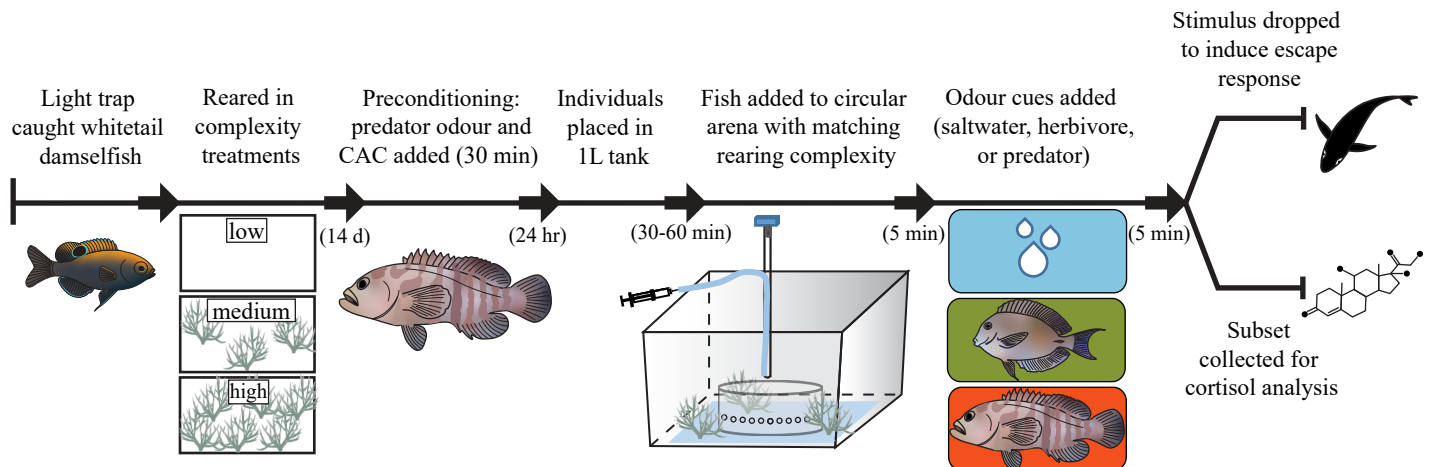 Light trap
caught whitetail
damselfish
Reared in
complexity
treatments
low
medium
high
(14 d)
Preconditioning:
predator odour and
CAC added (30 min)
(24 hr)
Individuals
placed in
1L tank
(30-60 min)
Fish added to circular
arena with matching
rearing complexity
(5 min)
Odour cues added
(saltwater, herbivore,
or predator)
(5 min)
Stimulus dropped
to induce escape
response
Subset
collected for
cortisol analysis